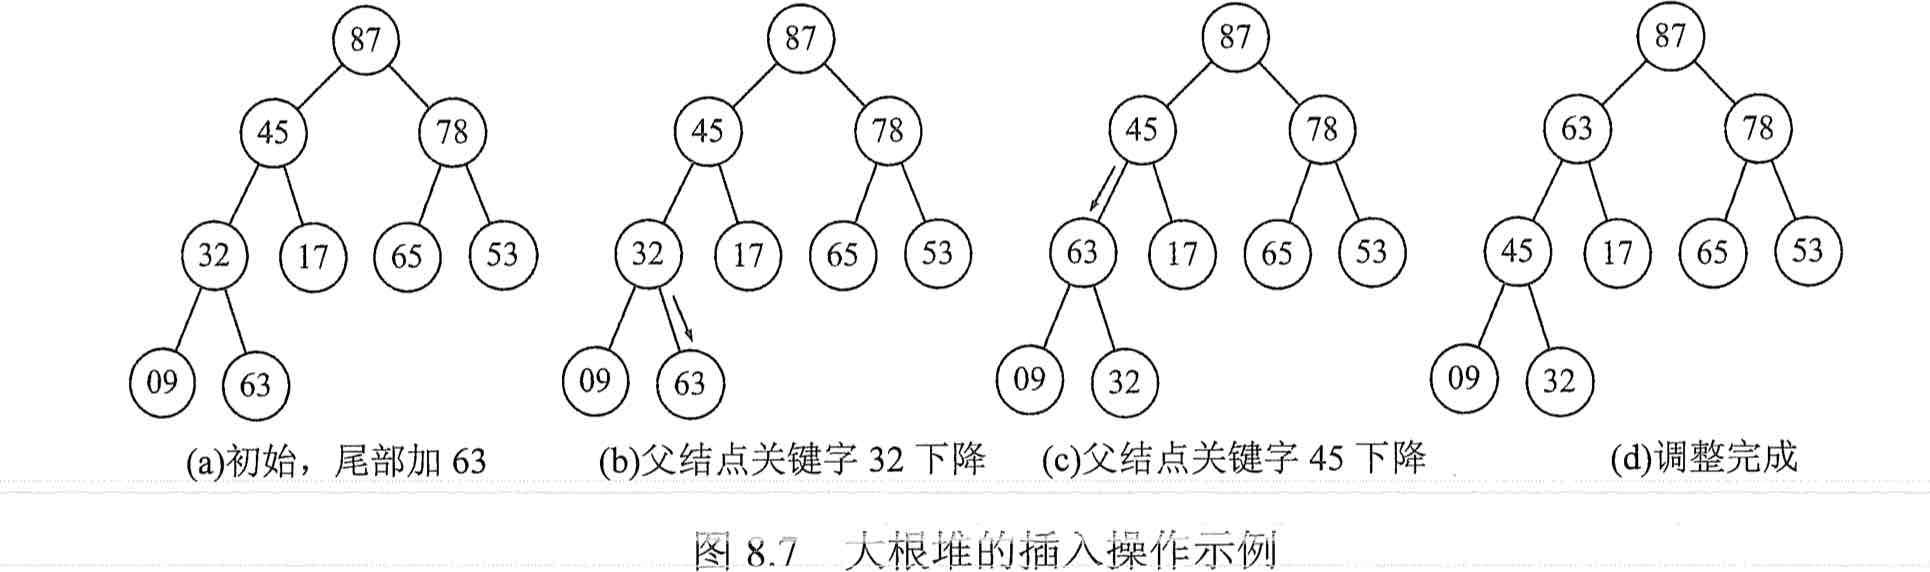 87 87 87 87
45 78 45 78 45 78 63 78
32 17 65 53 32 17 65 53 63 17 65 53 45 17 65 53
09 63 09 63 09 32 09 32
(a)初始，尾部加 63 (b)父结点关键字 32 下降 (c)父结点关键字 45 下降 (d)调整完成
图 8.7 大根堆的插入操作示例